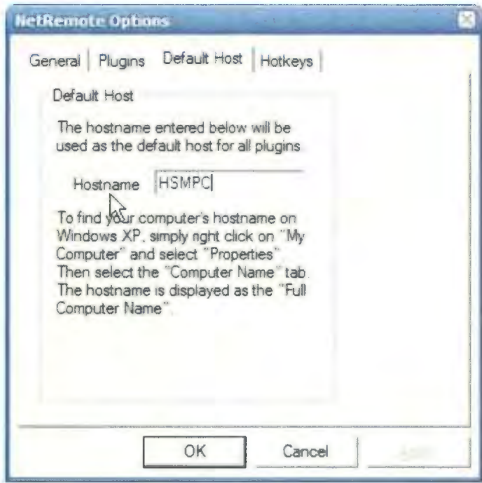 NetRemote Options
General Plugins Default Host Hotkeys
Default Host
The hostname entered below will be
used as the default host for all plugins
Hostname HSMPC
To find your computer's hostname on
Windows XP, simply right click on "My
Computer" and select "Properties"
Then select the "Computer Name" tab
The hostname is displayed as the "Full
Computer Name".
OK Cancel